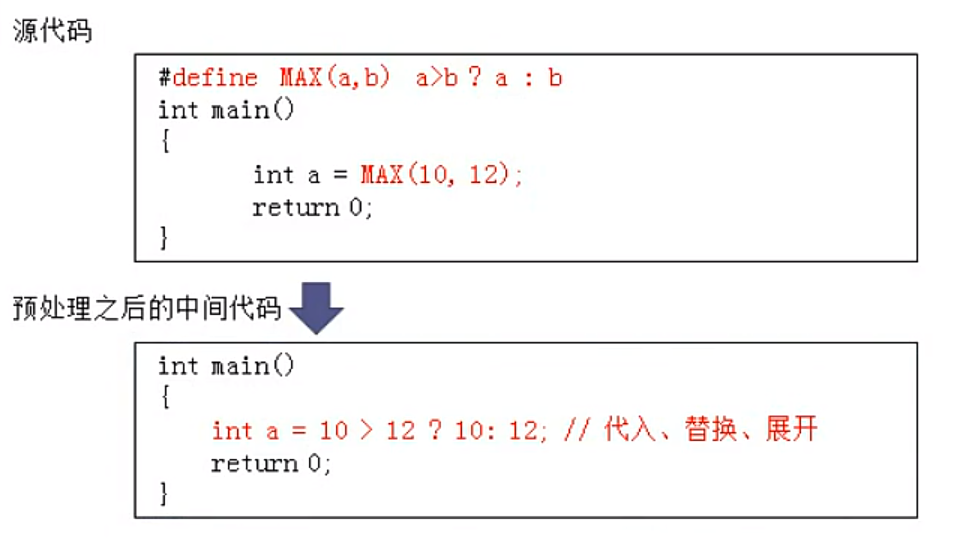 源代码
#define MAX(a,b) a>b ? a : b
int main()
{
int a = MAX(10, 12);
return 0;
}
预处理之后的中间代码
int main()
{
int a = 10 > 12 ? 10: 12; // 代入、替换、展开
return 0;
}